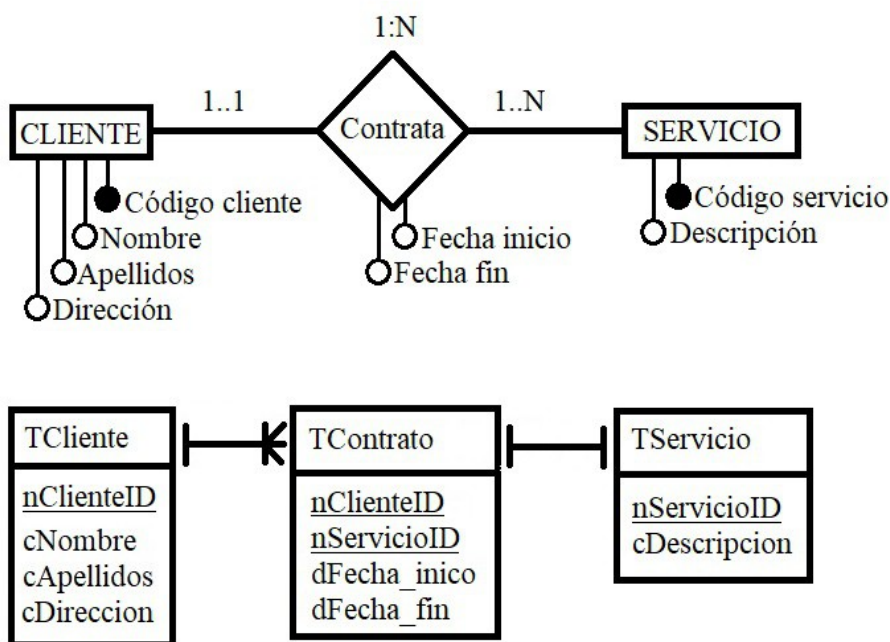 1:N
1..1
1..N
CLIENTE
Contrata
SERVICIO
Código cliente
Nombre
Apellidos
Dirección
Fecha inicio
Fecha fin
Código servicio
Descripción
TCliente
nClienteID
cNombre
cApellidos
cDireccion
TContrato
nClienteID
nServicioID
dFecha_inico
dFecha_fin
TServicio
nServicioID
cDescripcion